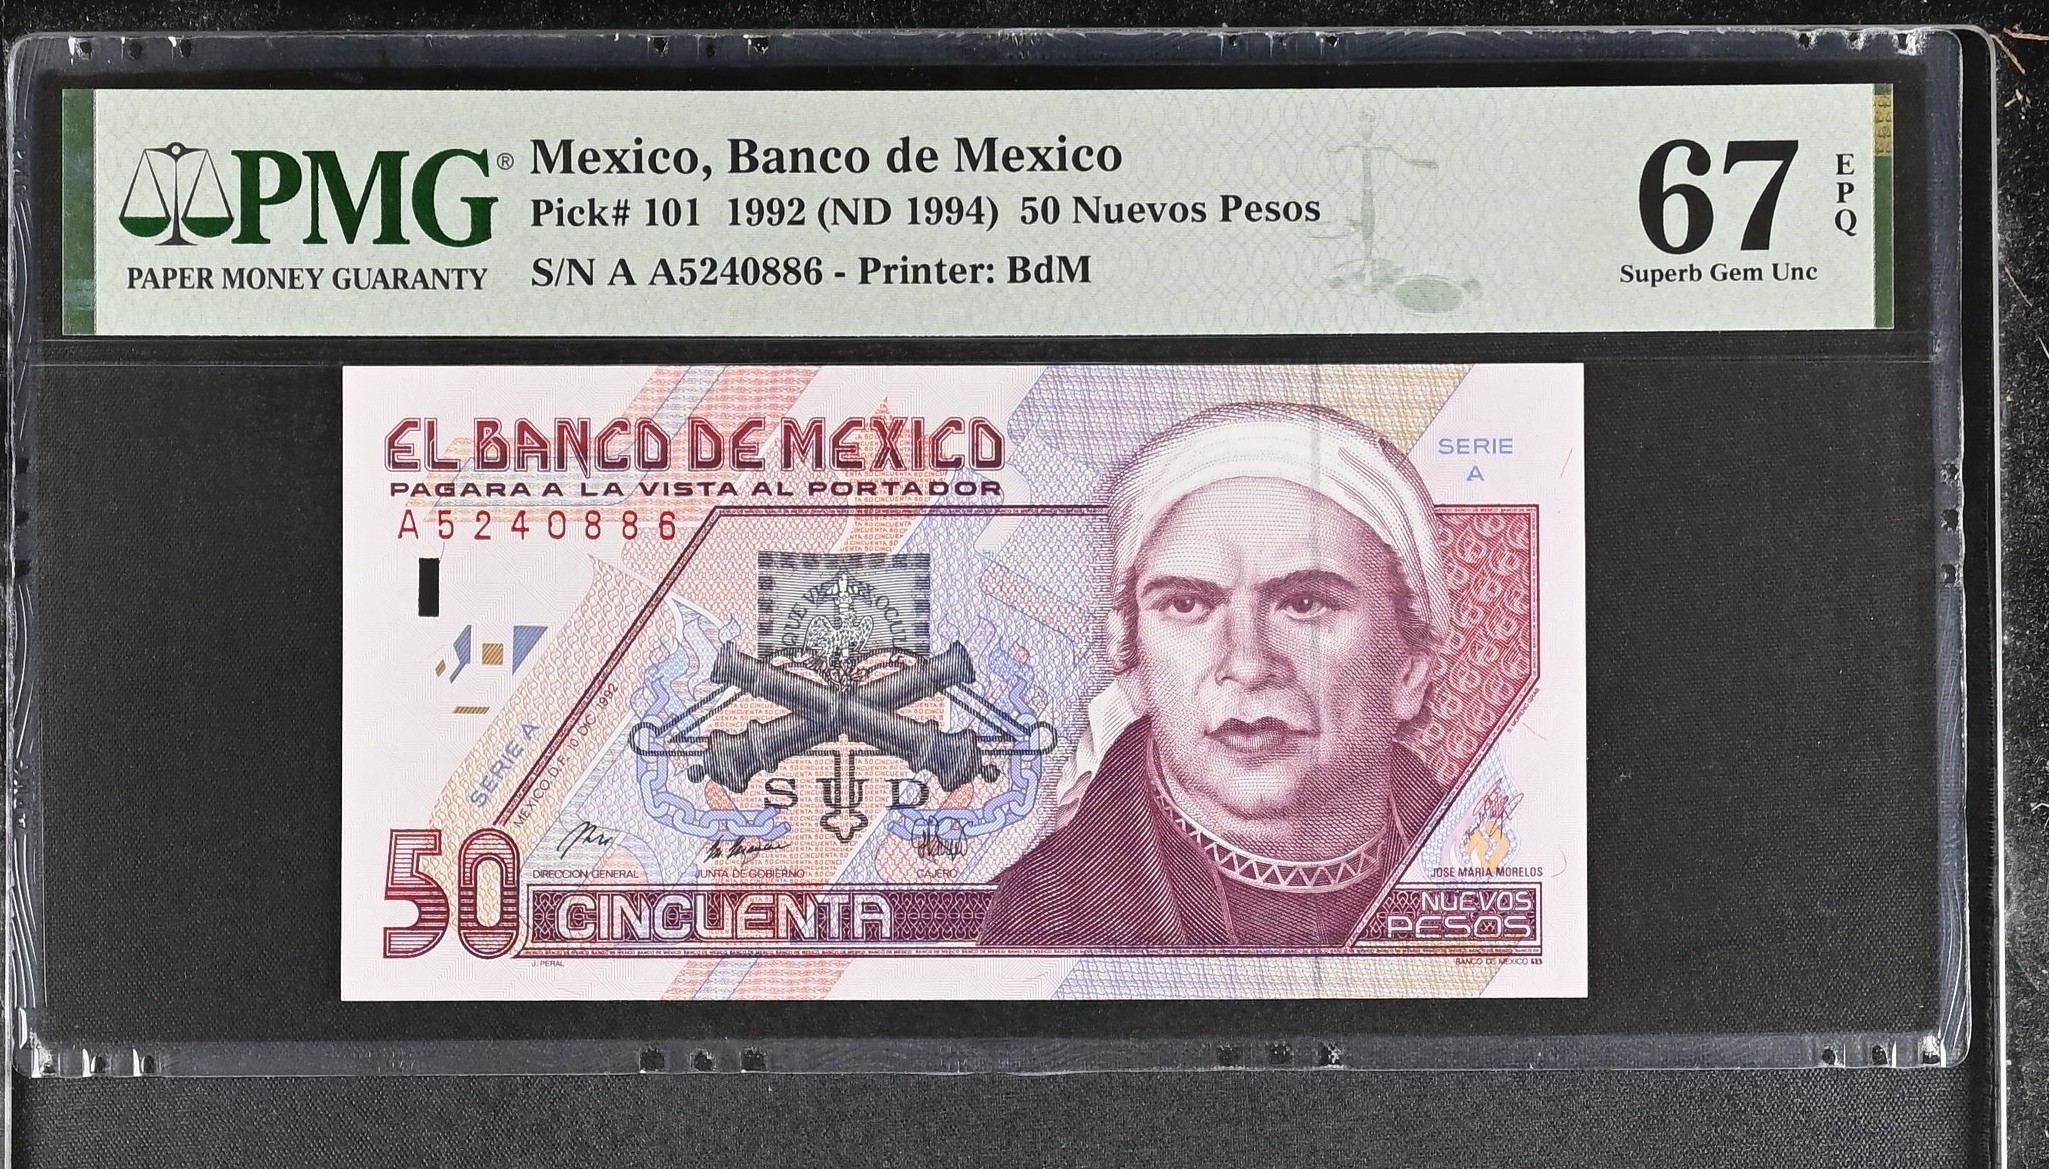 PMG®
PAPER MONEY GUARANTY
Mexico, Banco de Mexico
Pick# 101 1992 (ND 1994) 50 Nuevos Pesos
S/N A A5240886 - Printer: BdM
67
EPQ
Superb Gem Unc
EL BANCO DE MEXICO
PAGARA A LA VISTA AL PORTADOR
A5240886
SERIE
A
SERIE A
MEXICO, D.F. 10 DIC. 1992
S D
DIRECCION GENERAL
JUNTA DE GOBIERNO
CAJERO
JOSE MARIA MORELOS
50
CINCUENTA
NUEVOS
PESOS
J. PERAL
BANCO DE MEXICO